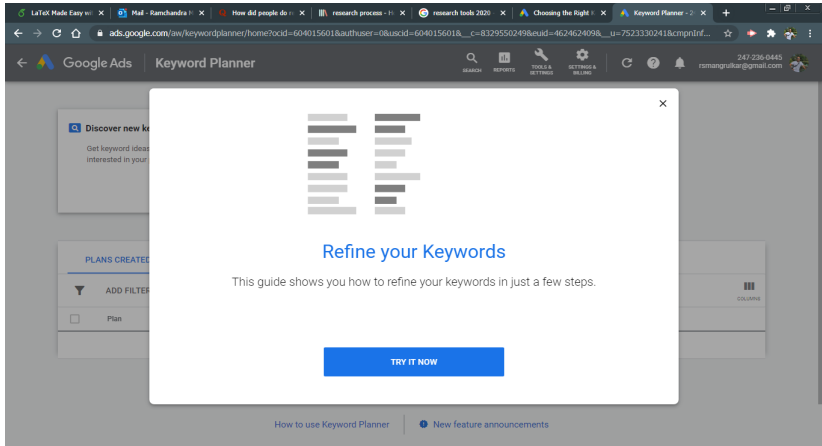 LaTeX Made Easy wi
Mail - Ramchandra
How did people do r
research process -
research tools 2020 -
Choosing the Right
Keyword Planner - 2
ads.google.com/aw/keywordplanner/home?ocid=604015601&authuser=0&uscid=604015601&__c=8329550249&euid=462462409&__u=7523330241&cmpnInf...
Google Ads
Keyword Planner
SEARCH
REPORTS
TOOLS &
SETTINGS
SETTINGS &
BILLING
247-236-0445
rsmangrulkar@gmail.com
Discover new ke
Get keyword ideas
interested in your
Refine your Keywords
This guide shows you how to refine your keywords in just a few steps.
PLANS CREATED
ADD FILTER
COLUMNS
Plan
TRY IT NOW
How to use Keyword Planner
New feature announcements